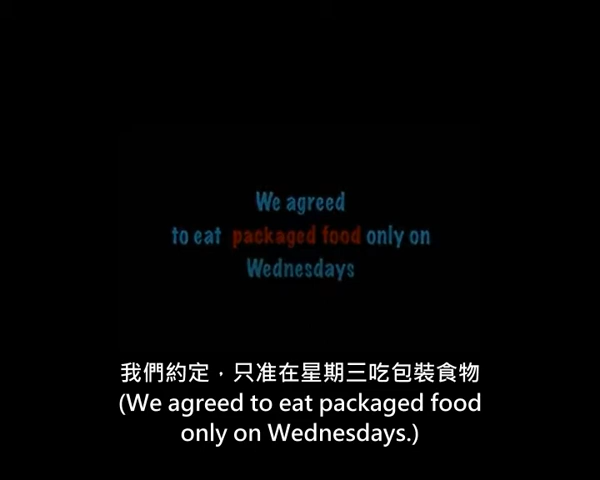 We agreed
to eat packaged food only on
Wednesdays
我們約定，只准在星期三吃包裝食物
(We agreed to eat packaged food
only on Wednesdays.)